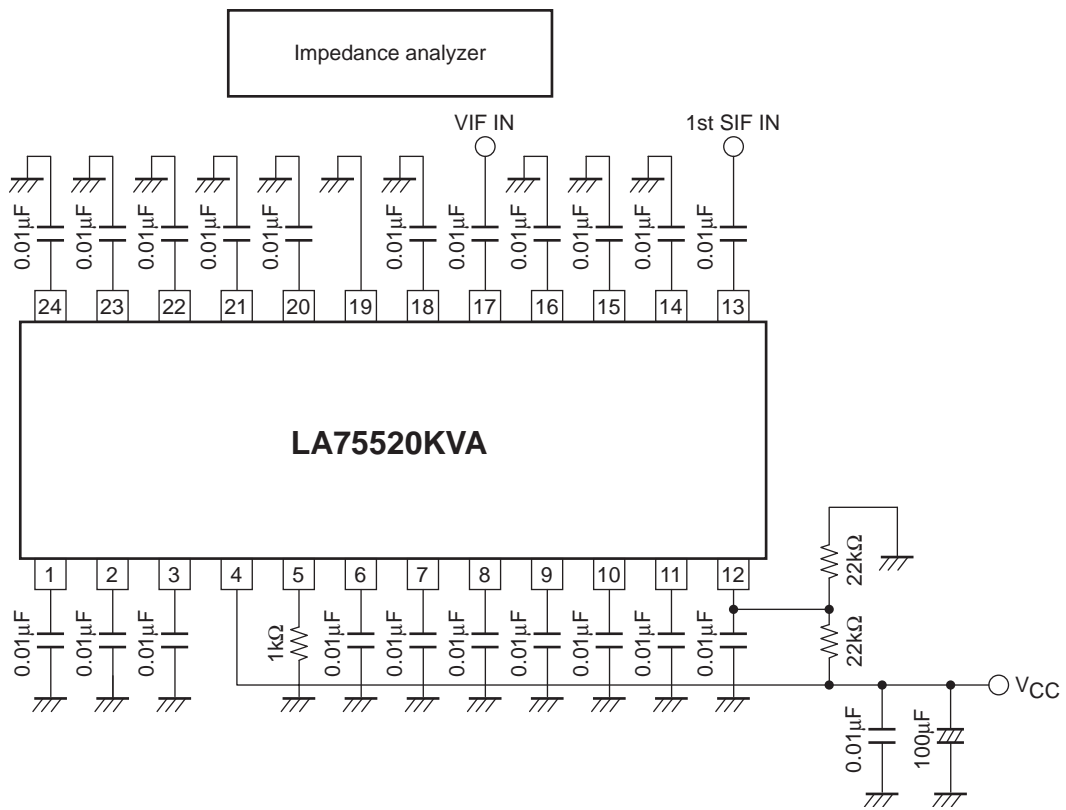 Impedance analyzer
VIF IN
1st SIF IN
0.01µF
0.01µF
0.01µF
0.01µF
0.01µF
0.01µF
0.01µF
0.01µF
0.01µF
0.01µF
0.01µF
24 23 22 21 20 19 18 17 16 15 14 13
LA75520KVA
1 2 3 4 5 6 7 8 9 10 11 12
0.01µF
0.01µF
0.01µF
1kΩ
0.01µF
0.01µF
0.01µF
0.01µF
0.01µF
0.01µF
0.01µF
22kΩ
22kΩ
VCC
0.01µF
100µF